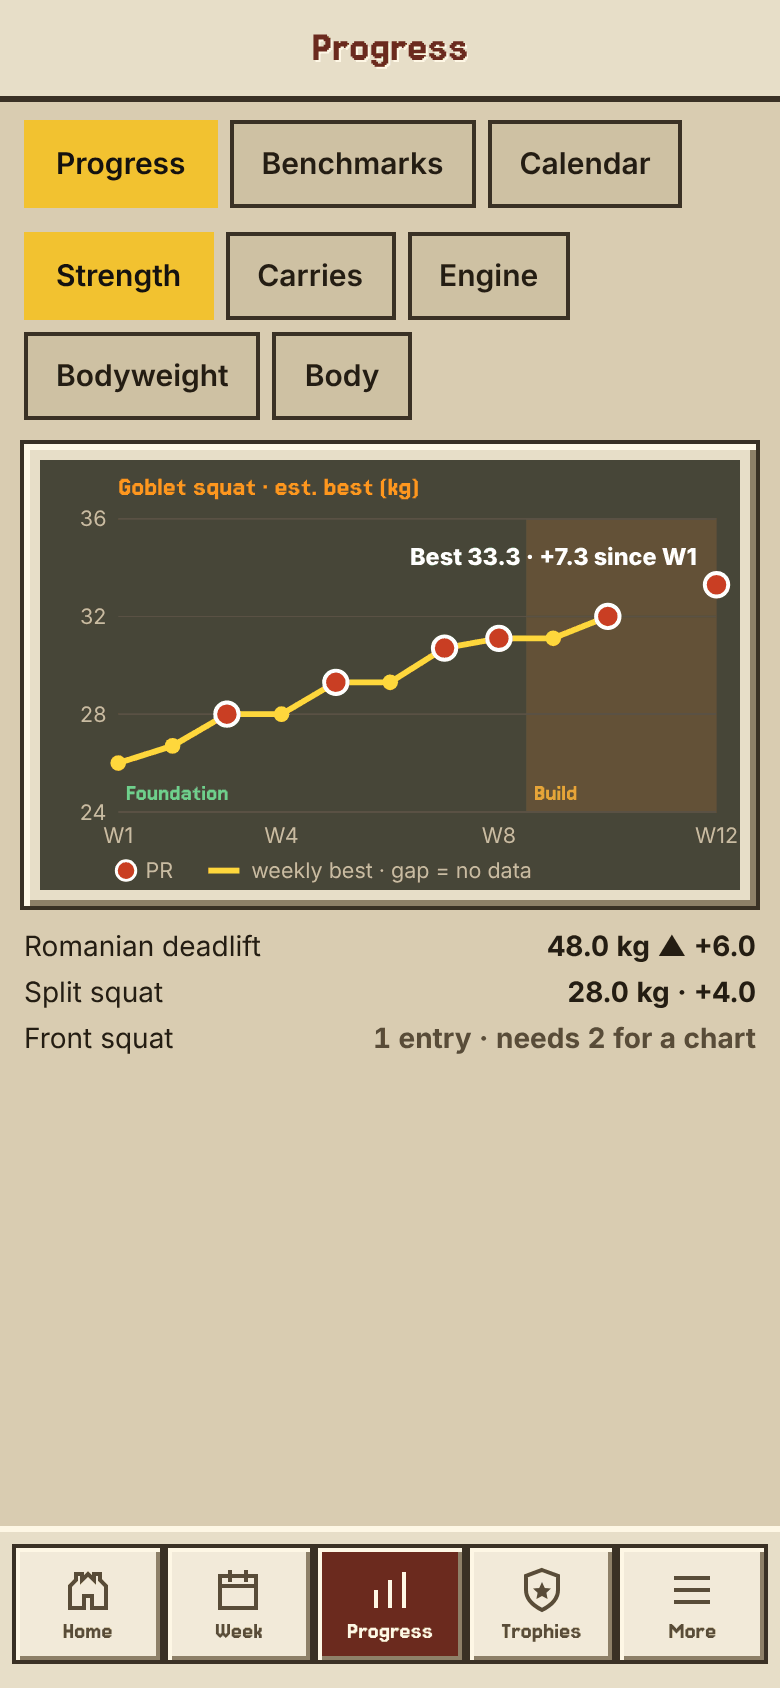 Progress
Progress Benchmarks Calendar
Strength Carries Engine
Bodyweight Body
Goblet squat · est. best (kg)
36
Best 33.3 · +7.3 since W1
32
28
Foundation Build
24
W1 W4 W8 W12
PR weekly best · gap = no data
Romanian deadlift 48.0 kg ▲ +6.0
Split squat 28.0 kg · +4.0
Front squat 1 entry · needs 2 for a chart
Home Week Progress Trophies More